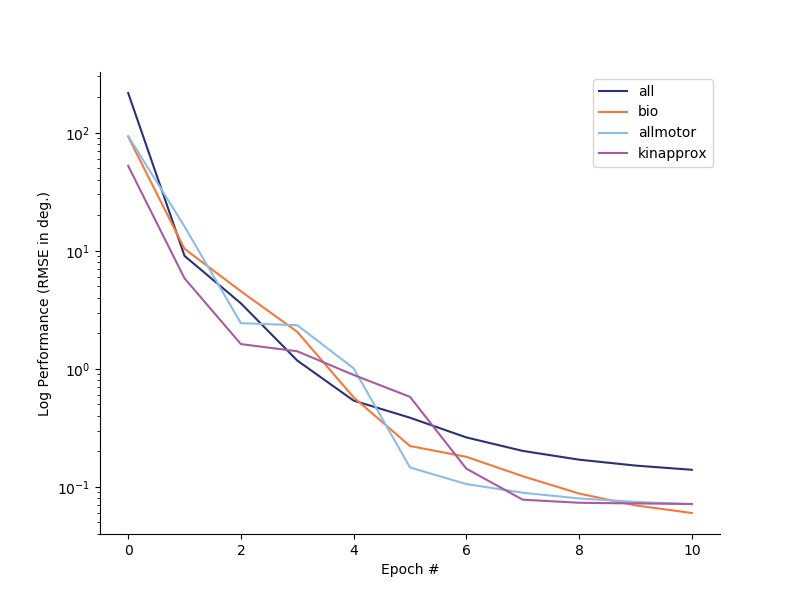 all
bio
allmotor
kinapprox
10²
10¹
10⁰
10⁻¹
Log Performance (RMSE in deg.)
0 2 4 6 8 10
Epoch #